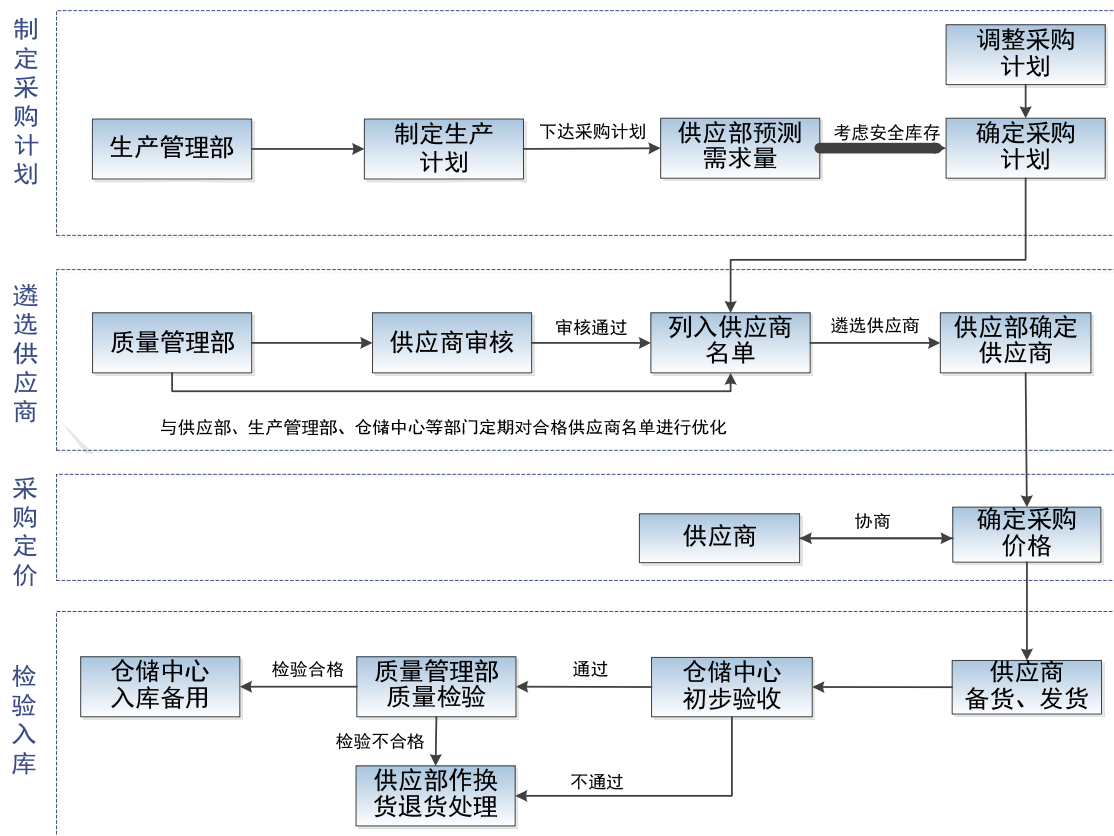 制定采购计划
调整采购
计划
生产管理部
制定生产
计划
下达采购计划
供应部预测
需求量
考虑安全库存
确定采购
计划
遴选供应商
质量管理部
供应商审核
审核通过
列入供应商
名单
遴选供应商
供应部确定
供应商
与供应部、生产管理部、仓储中心等部门定期对合格供应商名单进行优化
采购定价
供应商
协商
确定采购
价格
检验入库
仓储中心
入库备用
检验合格
质量管理部
质量检验
通过
仓储中心
初步验收
供应商
备货、发货
检验不合格
供应部作换
货退货处理
不通过